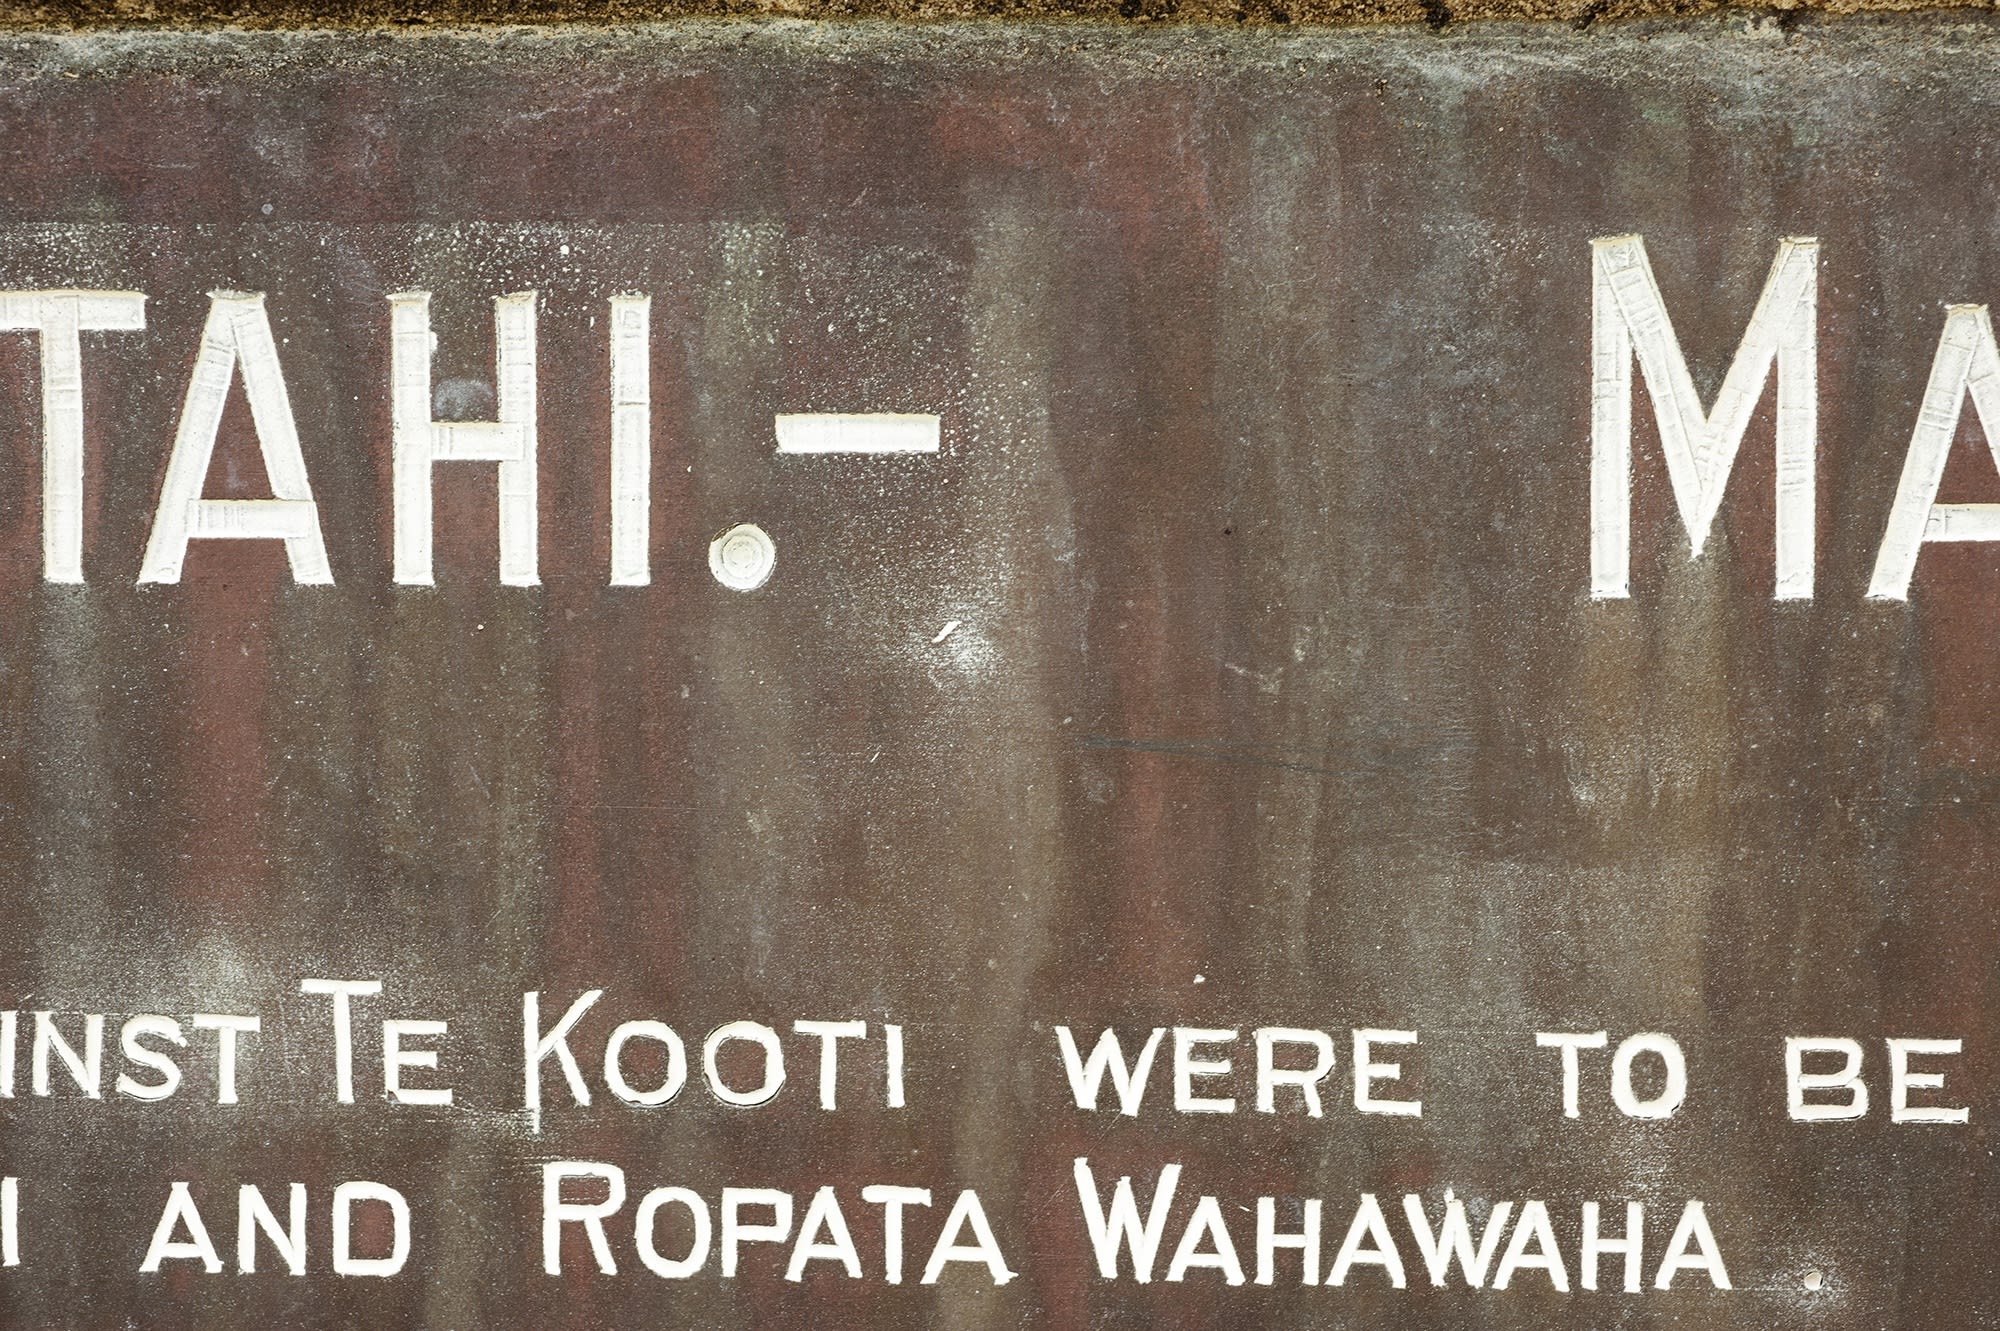 TAHI.– MA
INST TE KOOTI WERE TO BE
I AND ROPATA WAHAWAHA.